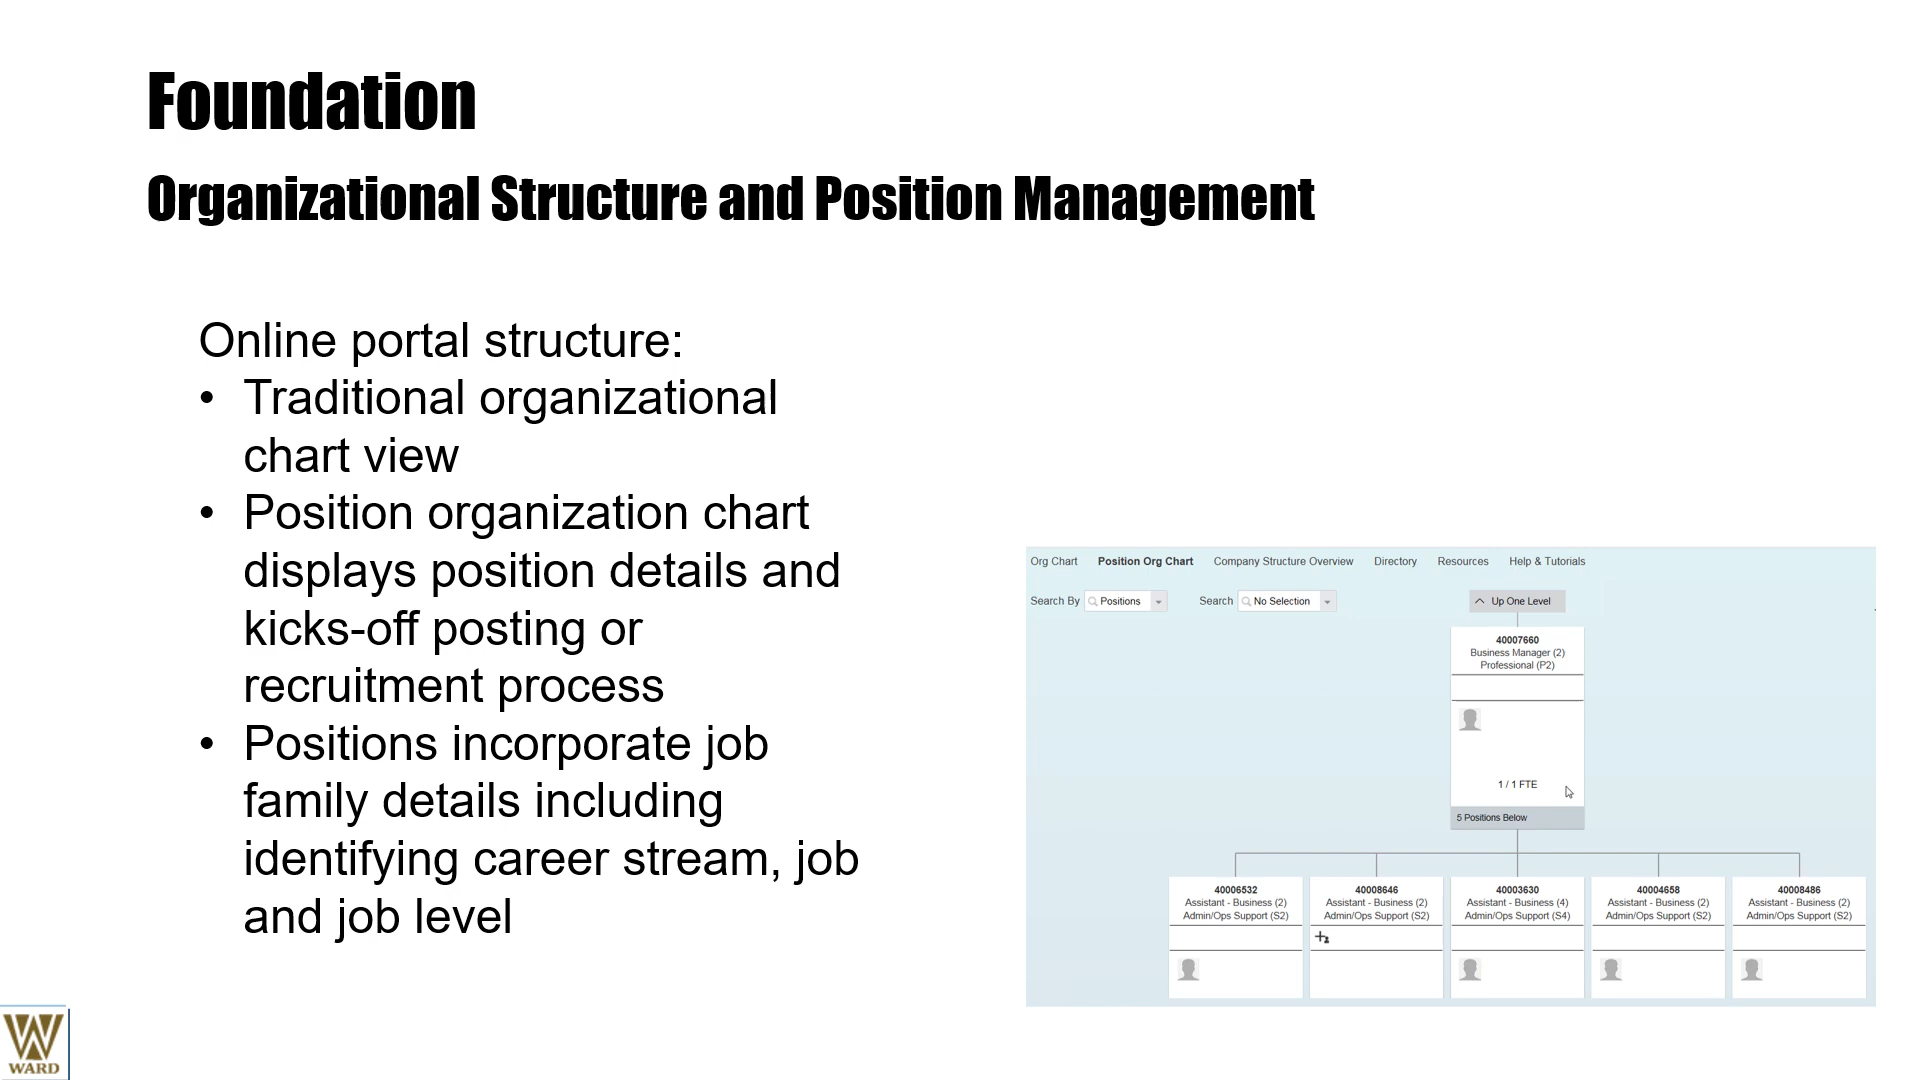 Foundation
Organizational Structure and Position Management
Online portal structure:
• Traditional organizational
chart view
• Position organization chart
displays position details and
kicks-off posting or
recruitment process
• Positions incorporate job
family details including
identifying career stream, job
and job level
Org Chart Position Org Chart Company Structure Overview Directory Resources Help & Tutorials
Search By Positions Search No Selection Up One Level
40007660
Business Manager (2)
Professional (P2)
1 / 1 FTE
5 Positions Below
40006532 40008646 40003630 40004658 40008486
Assistant - Business (2) Assistant - Business (2) Assistant - Business (4) Assistant - Business (2) Assistant - Business (2)
Admin/Ops Support (S2) Admin/Ops Support (S2) Admin/Ops Support (S4) Admin/Ops Support (S2) Admin/Ops Support (S2)
W
WARD